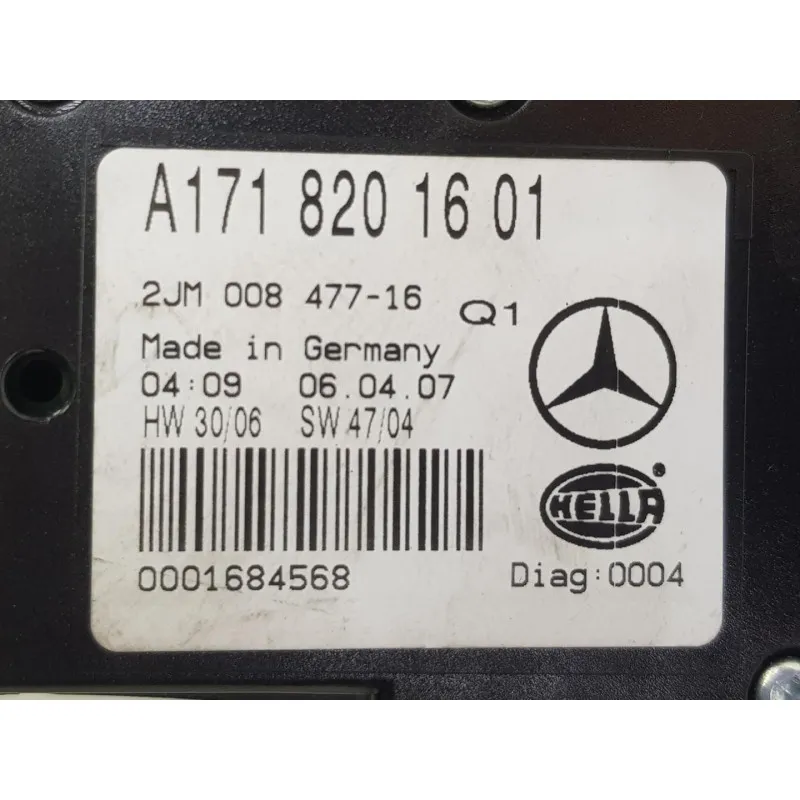 A171 820 16 01
2JM 008 477-16 Q1
Made in Germany
04:09 06.04.07
HW 30/06 SW 47/04
HELLA ®
0001684568 Diag:0004